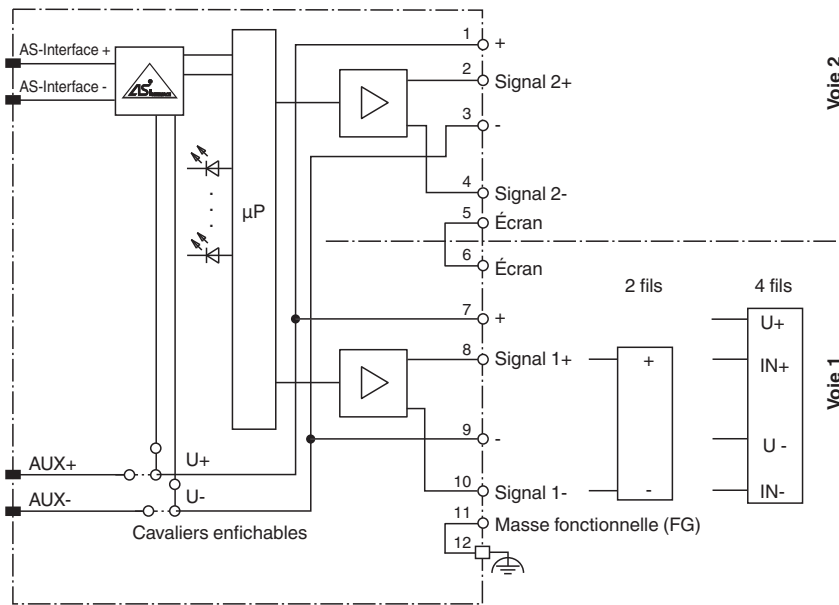 AS-Interface +
AS-Interface -
1
+
2
Signal 2+
3
-
4
Signal 2-
5
Écran
6
Écran
Voie 2
µP
7
+
8
Signal 1+
9
-
10
Signal 1-
11
Masse fonctionnelle (FG)
12
2 fils
+
-
4 fils
U+
IN+
U -
IN-
Voie 1
AUX+
U+
AUX-
U-
Cavaliers enfichables